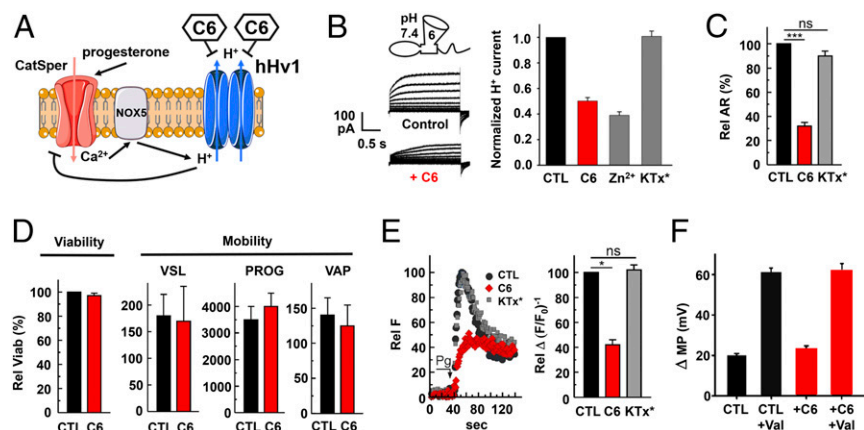 A
C6 C6
H⁺
hHv1
progesterone
CatSper
NOX5
Ca²⁺
H⁺
B
pH
7.4 6
100
pA
0.5 s
Control
+ C6
Normalized H⁺ current
1.0
0.8
0.6
0.4
0.2
0.0
CTL C6 Zn²⁺ KTx*
C
ns
***
Rel AR (%)
100
80
60
40
20
0
CTL C6 KTx*
D
Viability
Mobility
VSL PROG VAP
Rel Viab (%)
100
80
60
40
20
0
CTL C6
200
150
100
50
0
CTL C6
4000
3000
2000
1000
0
CTL C6
150
100
50
0
CTL C6
E
CTL
C6
KTx*
Rel F
100
80
60
40
20
0
Pg
0 40 80 120
sec
ns
*
Rel Δ (F/F₀)⁻¹
100
80
60
40
20
0
CTL C6 KTx*
F
Δ MP (mV)
60
40
20
0
CTL CTL +C6 +C6
+Val +Val